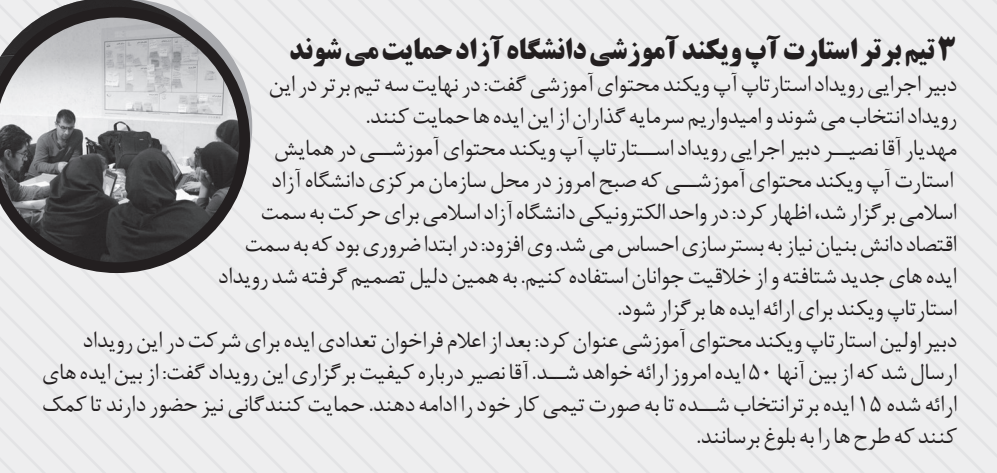 ۳ تیم برتر استارت آپ ویکند آموزشی دانشگاه آزاد حمایت می شوند
دبیر اجرایی رویداد استارتاپ آپ ویکند محتوای آموزشی گفت: در نهایت سه تیم برتر در این
رویداد انتخاب می شوند و امیدواریم سرمایه گذاران از این ایده ها حمایت کنند.
مهدیار آقا نصیر دبیر اجرایی رویداد استارتاپ آپ ویکند محتوای آموزشی در همایش
استارت آپ ویکند محتوای آموزشی که صبح امروز در محل سازمان مرکزی دانشگاه آزاد
اسلامی برگزار شد، اظهار کرد: در واحد الکترونیکی دانشگاه آزاد اسلامی برای حرکت به سمت
اقتصاد دانش بنیان نیاز به بسترسازی احساس می شد. وی افزود: در ابتدا ضروری بود که به سمت
ایده های جدید شتافته و از خلاقیت جوانان استفاده کنیم. به همین دلیل تصمیم گرفته شد رویداد
استارتاپ ویکند برای ارائه ایده ها برگزار شود.
دبیر اولین استارتاپ ویکند محتوای آموزشی عنوان کرد: بعد از اعلام فراخوان تعدادی ایده برای شرکت در این رویداد
ارسال شد که از بین آنها ۵۰ ایده امروز ارائه خواهد شد. آقا نصیر درباره کیفیت برگزاری این رویداد گفت: از بین ایده های
ارائه شده ۱۵ ایده برتر انتخاب شده تا به صورت تیمی کار خود را ادامه دهند. حمایت کنندگانی نیز حضور دارند تا کمک
کنند که طرح ها را به بلوغ برسانند.